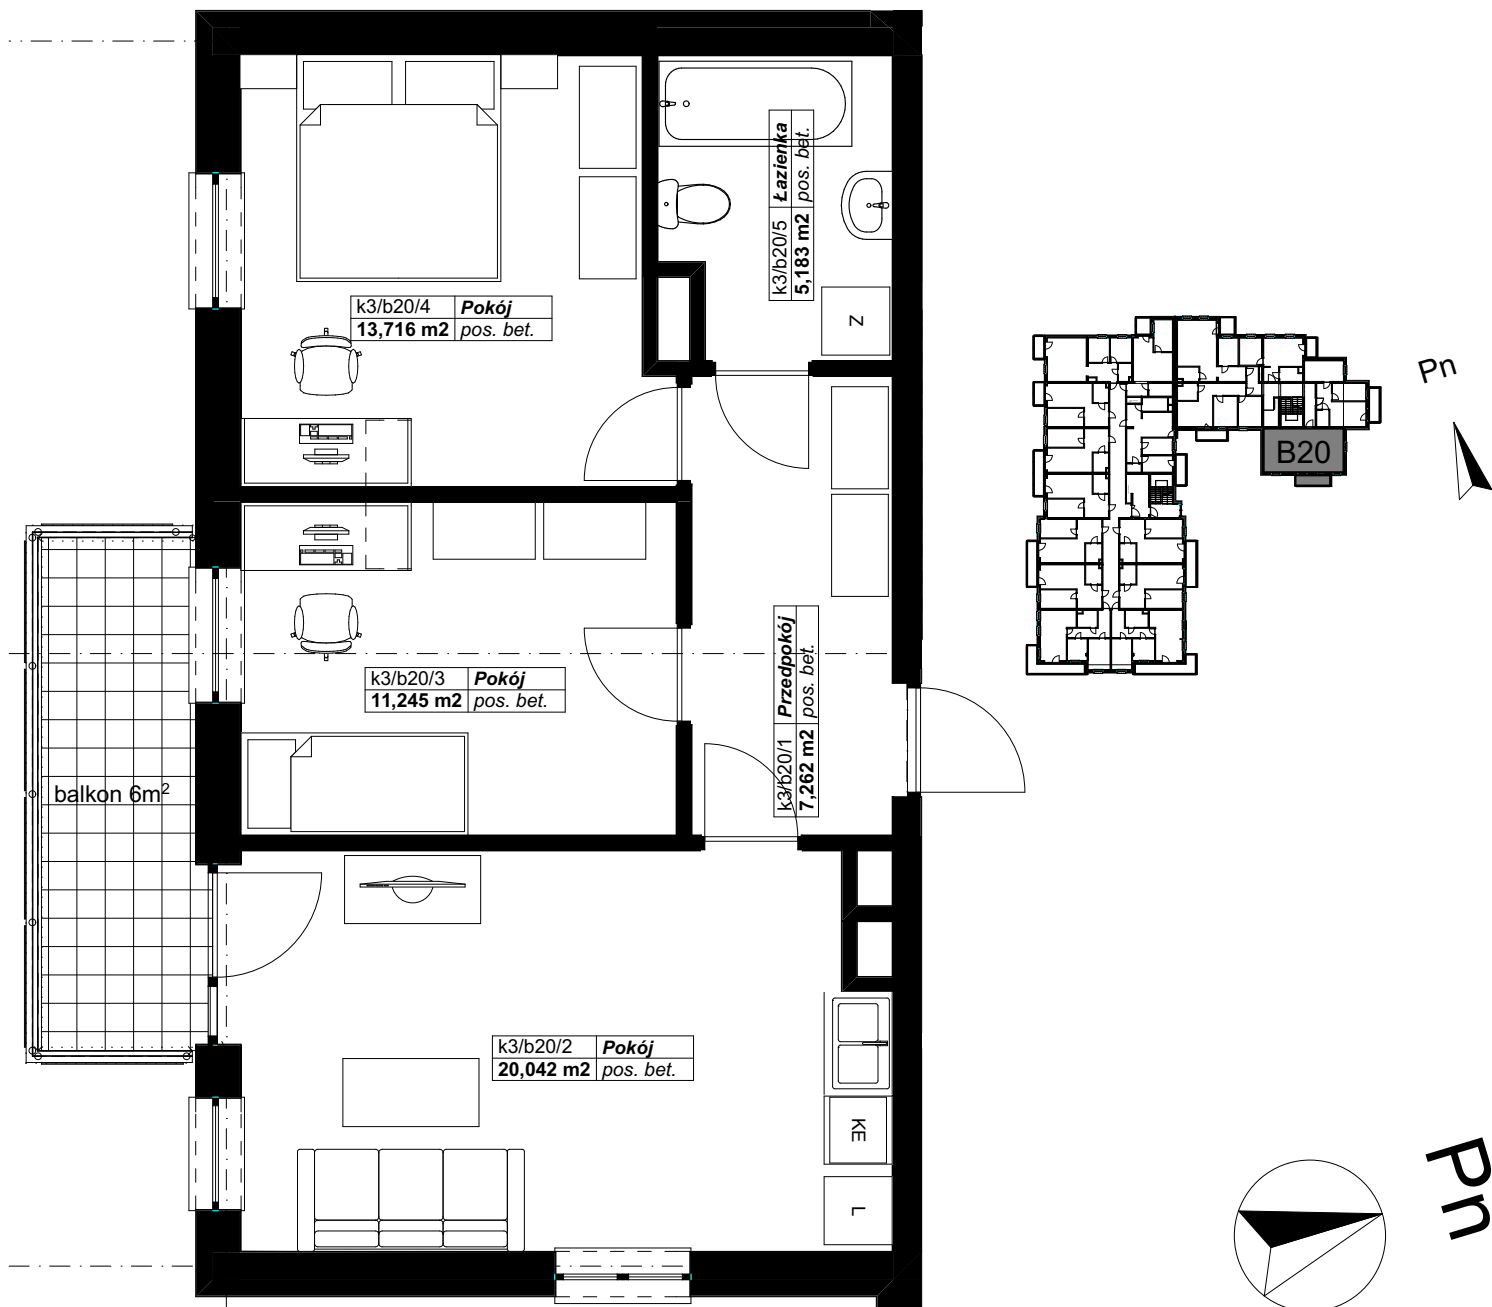 k3/b20/5 Łazienka
5,183 m2 pos. bet.
Z
k3/b20/4 Pokój
13,716 m2 pos. bet.
Pn
B20
k3/b20/3 Pokój
11,245 m2 pos. bet.
k3/b20/1 Przedpokój
7,262 m2 pos. bet.
balkon 6m²
k3/b20/2 Pokój
20,042 m2 pos. bet.
KE
L
Pn